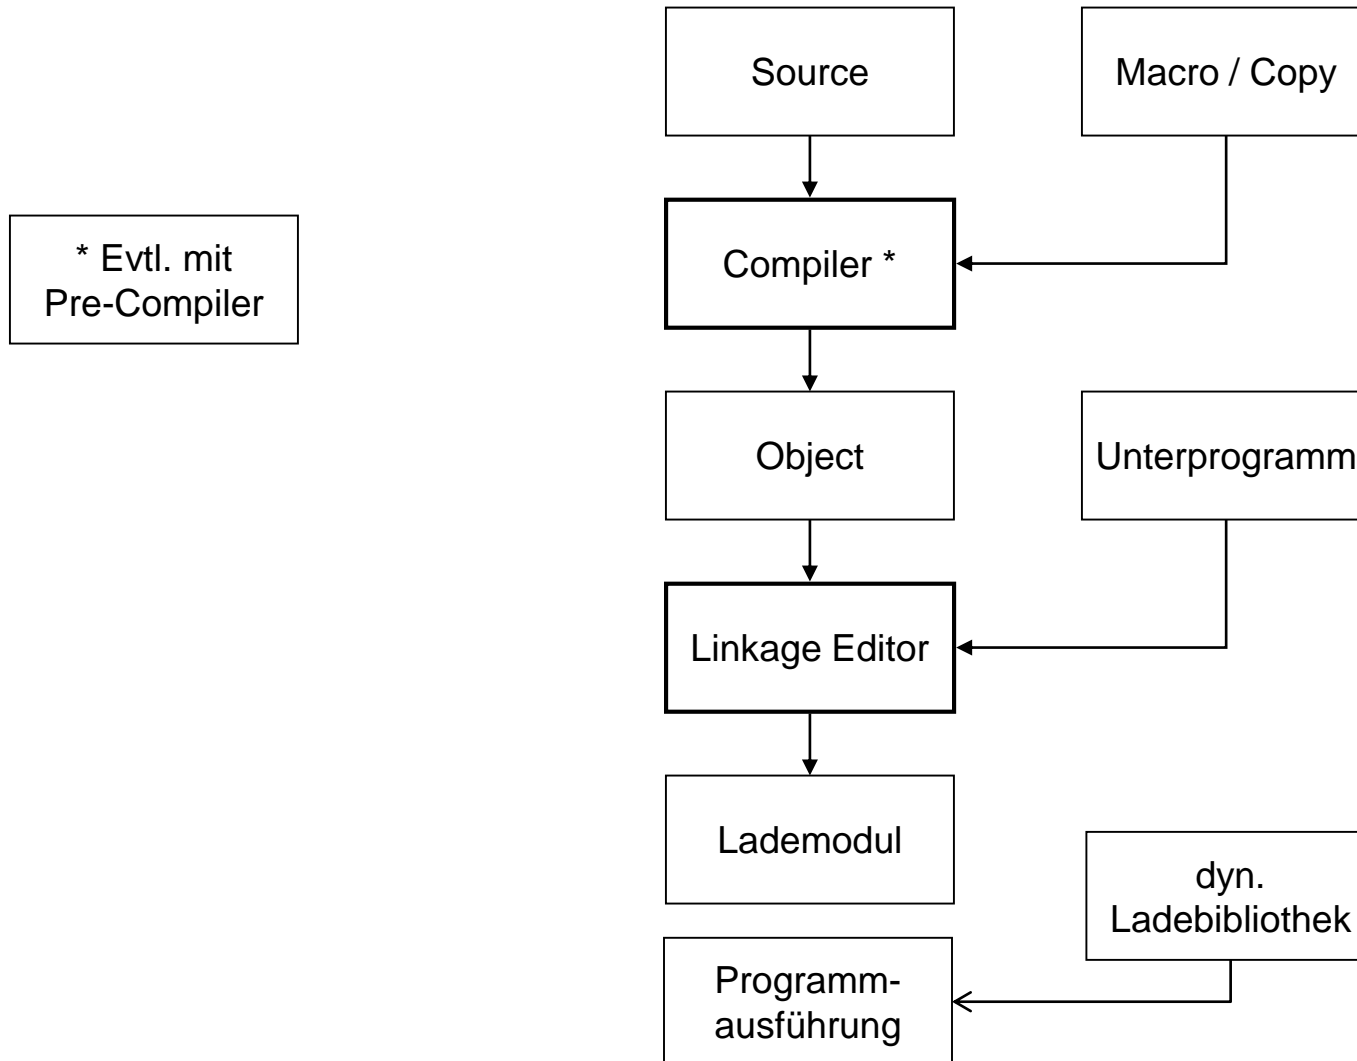 Source
Macro / Copy
* Evtl. mit
Pre-Compiler
Compiler *
Object
Unterprogramm
Linkage Editor
Lademodul
dyn.
Ladebibliothek
Programm-
ausführung